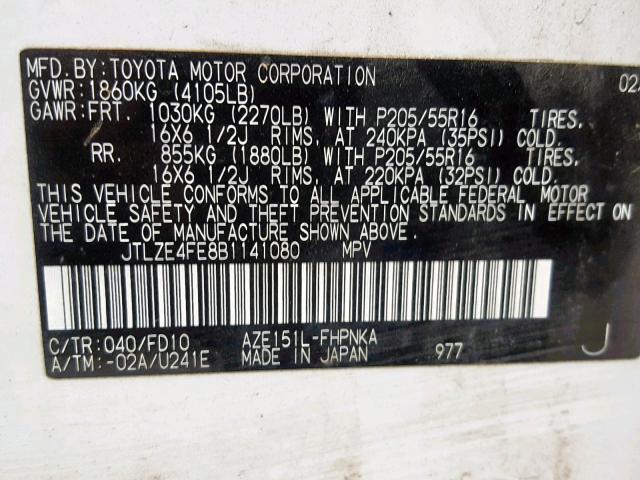 MFD.BY:TOYOTA MOTOR CORPORATION 02
GVWR:1860KG (4105LB)
GAWR:FRT. 1030KG (2270LB) WITH P205/55R16 TIRES,
16X6 1/2J RIMS, AT 240KPA (35PSI) COLD.
RR. 855KG (1880LB) WITH P205/55R16 TIRES,
16X6 1/2J RIMS, AT 220KPA (32PSI) COLD.
THIS VEHICLE CONFORMS TO ALL APPLICABLE FEDERAL MOTOR
VEHICLE SAFETY AND THEFT PREVENTION STANDARDS IN EFFECT ON
THE DATE OF MANUFACTURE SHOWN ABOVE.
JTLZE4FE8B1141080 MPV
C/TR:040/FD10 AZE151L-FHPNKA
A/TM:-02A/U241E MADE IN JAPAN 977 J